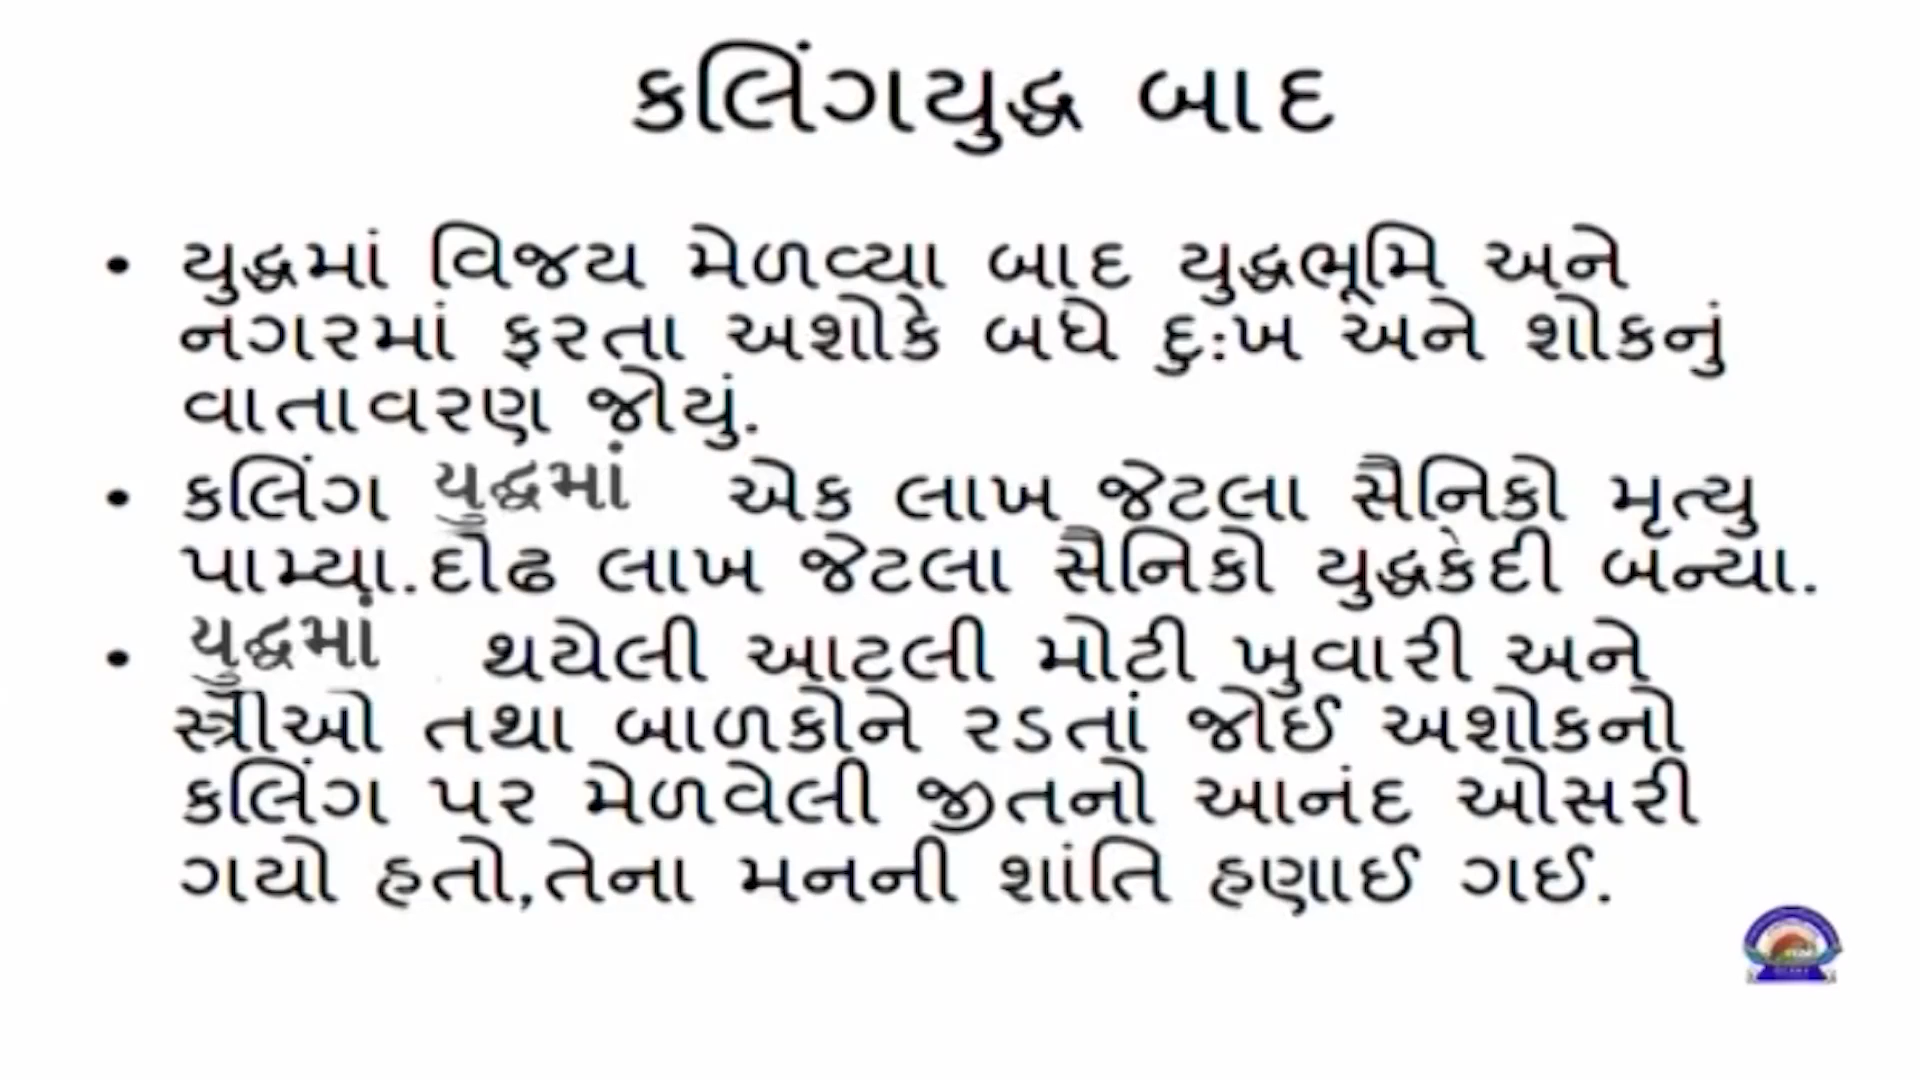 કલિંગયુદ્ધ બાદ
• યુદ્ધમાં વિજય મેળવ્યા બાદ યુદ્ધભૂમિ અને
નગરમાં ફરતા અશોકે બધે દુઃખ અને શોકનું
વાતાવરણ જોયું.
• કલિંગ યુદ્ધમાં એક લાખ જેટલા સૈનિકો મૃત્યુ
પામ્યા.દોઢ લાખ જેટલા સૈનિકો યુદ્ધકેદી બન્યા.
• યુદ્ધમાં થયેલી આટલી મોટી ખુવારી અને
સ્ત્રીઓ તથા બાળકોને રડતાં જોઈ અશોકનો
કલિંગ પર મેળવેલી જીતનો આનંદ ઓસરી
ગયો હતો,તેના મનની શાંતિ હણાઈ ગઈ.